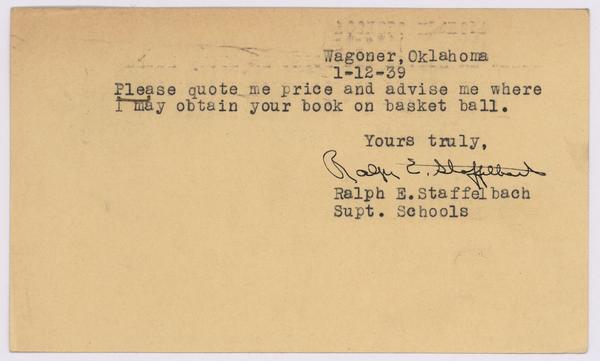 Wagoner, Oklahoma
1-12-39
Please quote me price and advise me where
I may obtain your book on basket ball.
Yours truly,
Ralph E. Staffelbach
Ralph E. Staffelbach
Supt. Schools